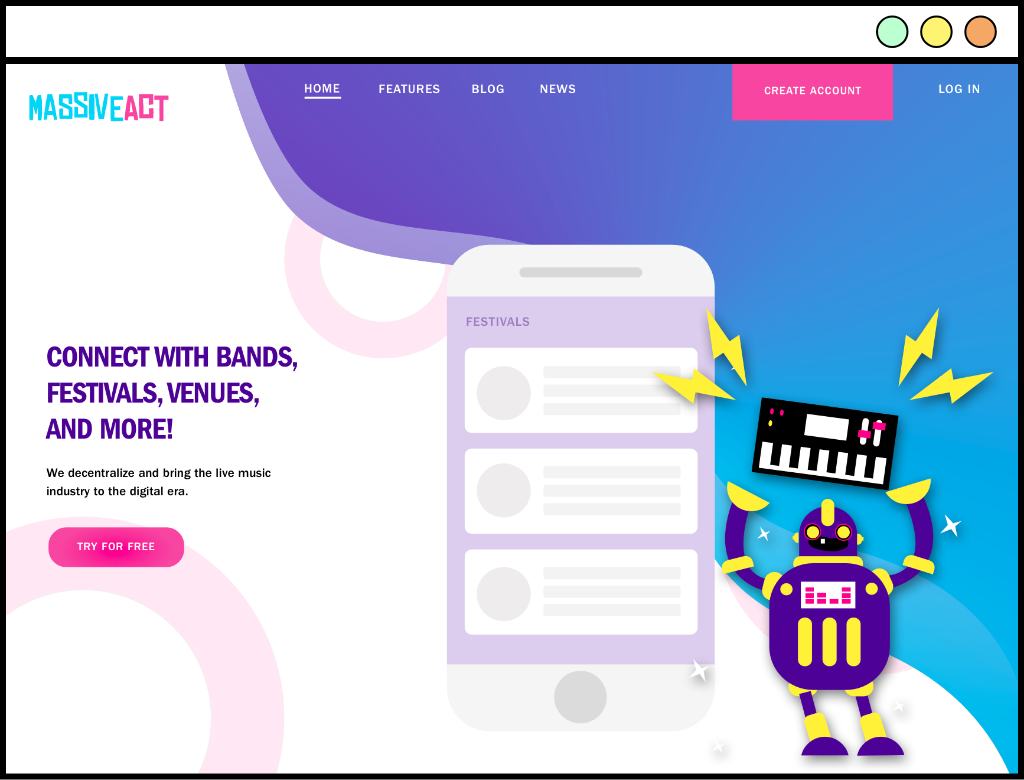 MASSIVEACT
HOME
FEATURES
BLOG
NEWS
CREATE ACCOUNT
LOG IN
FESTIVALS
CONNECT WITH BANDS,
FESTIVALS, VENUES,
AND MORE!
We decentralize and bring the live music
industry to the digital era.
TRY FOR FREE